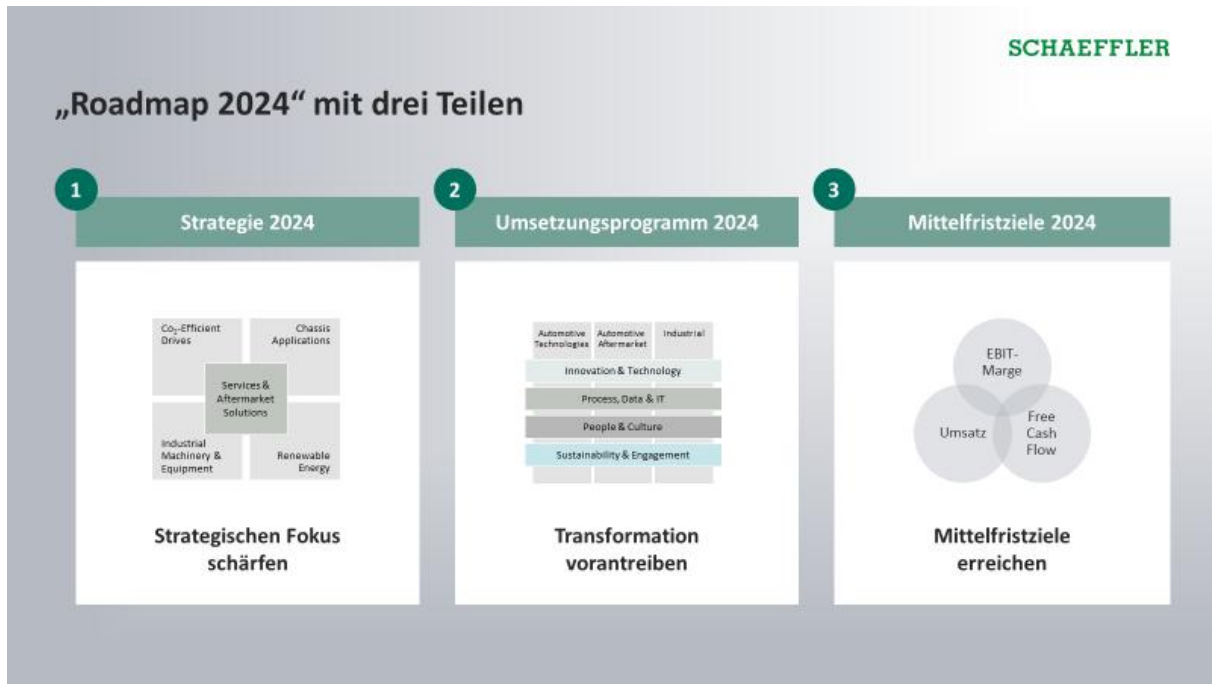 SCHAEFFLER
„Roadmap 2024“ mit drei Teilen
1
Strategie 2024
Co₂-Efficient
Drives
Chassis
Applications
Services &
Aftermarket
Solutions
Industrial
Machinery &
Equipment
Renewable
Energy
Strategischen Fokus
schärfen
2
Umsetzungsprogramm 2024
Automotive
Technologies
Automotive
Aftermarket
Industrial
Innovation & Technology
Process, Data & IT
People & Culture
Sustainability & Engagement
Transformation
vorantreiben
3
Mittelfristziele 2024
EBIT-
Marge
Umsatz
Free
Cash
Flow
Mittelfristziele
erreichen